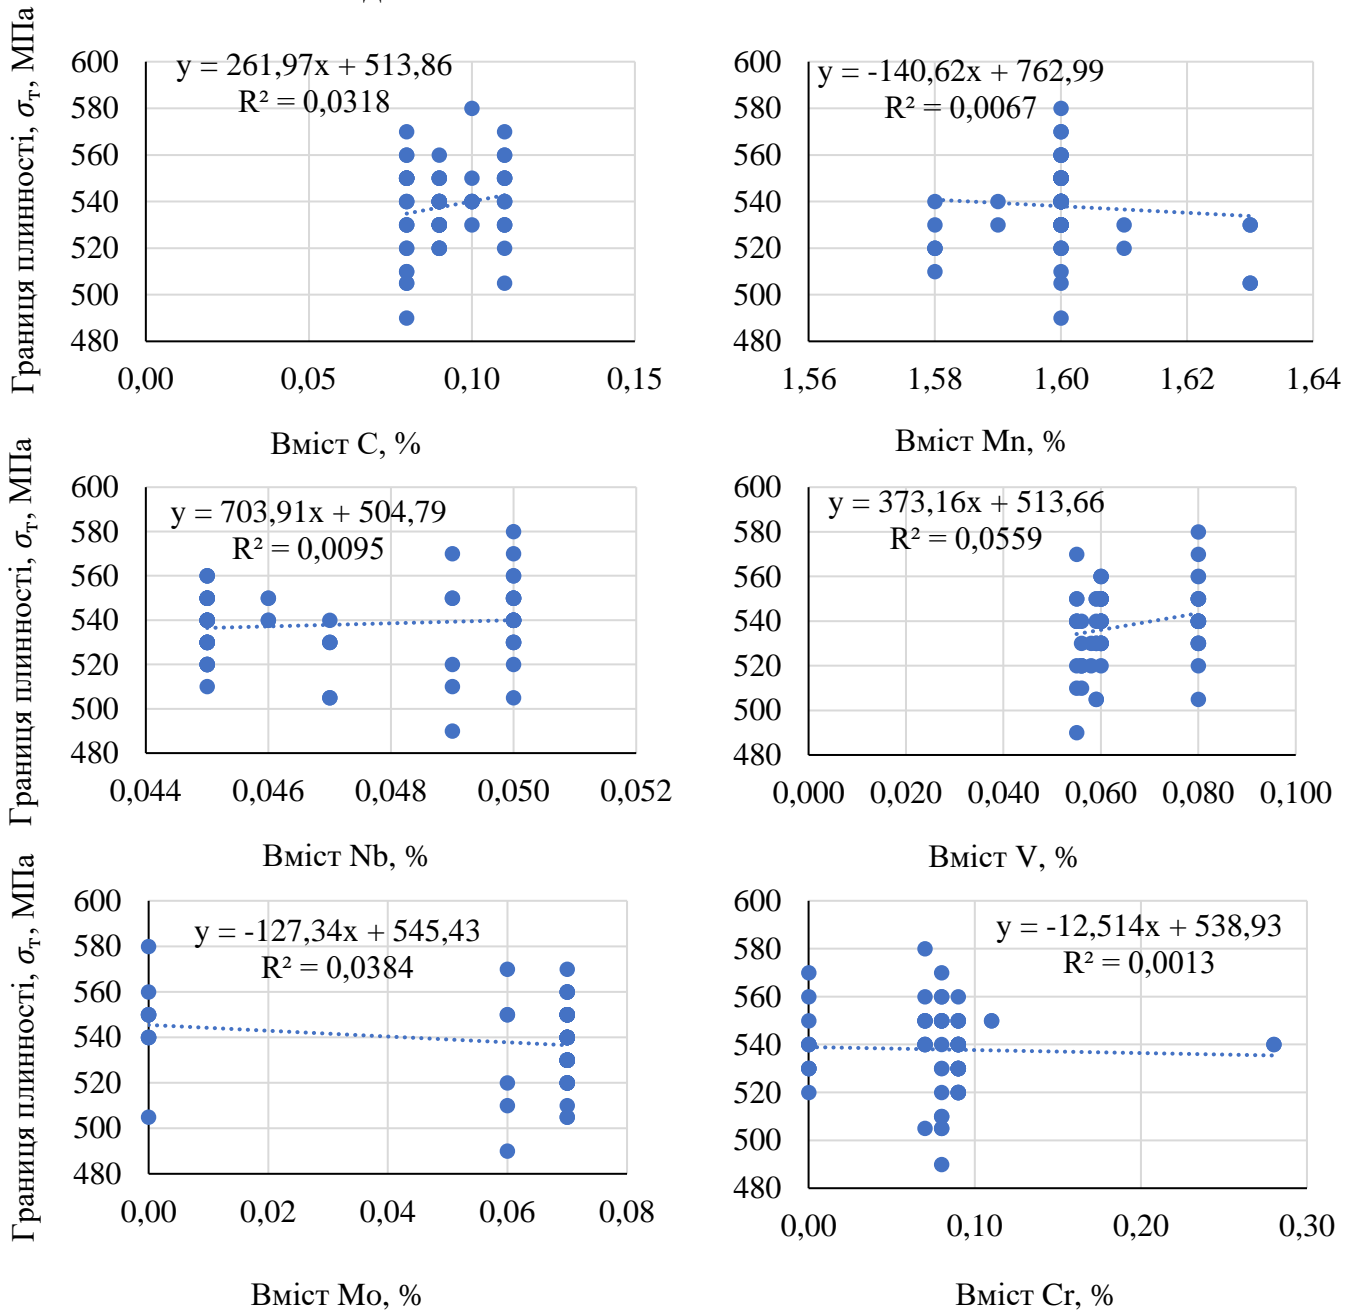 Границя плинності, σт, МПа
600
580
560
540
520
500
480
y = 261,97x + 513,86
R² = 0,0318
0,00 0,05 0,10 0,15
Вміст C, %
600
580
560
540
520
500
480
y = -140,62x + 762,99
R² = 0,0067
1,56 1,58 1,60 1,62 1,64
Вміст Mn, %
Границя плинності, σт, МПа
600
580
560
540
520
500
480
y = 703,91x + 504,79
R² = 0,0095
0,044 0,046 0,048 0,050 0,052
Вміст Nb, %
600
580
560
540
520
500
480
y = 373,16x + 513,66
R² = 0,0559
0,000 0,020 0,040 0,060 0,080 0,100
Вміст V, %
Границя плинності, σт, МПа
600
580
560
540
520
500
480
y = -127,34x + 545,43
R² = 0,0384
0,00 0,02 0,04 0,06 0,08
Вміст Mo, %
600
580
560
540
520
500
480
y = -12,514x + 538,93
R² = 0,0013
0,00 0,10 0,20 0,30
Вміст Cr, %